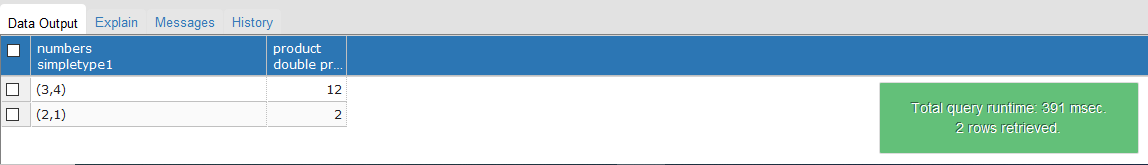 Data Output Explain Messages History
numbers product
simpletype1 double pr...
(3,4) 12
(2,1) 2
Total query runtime: 391 msec.
2 rows retrieved.